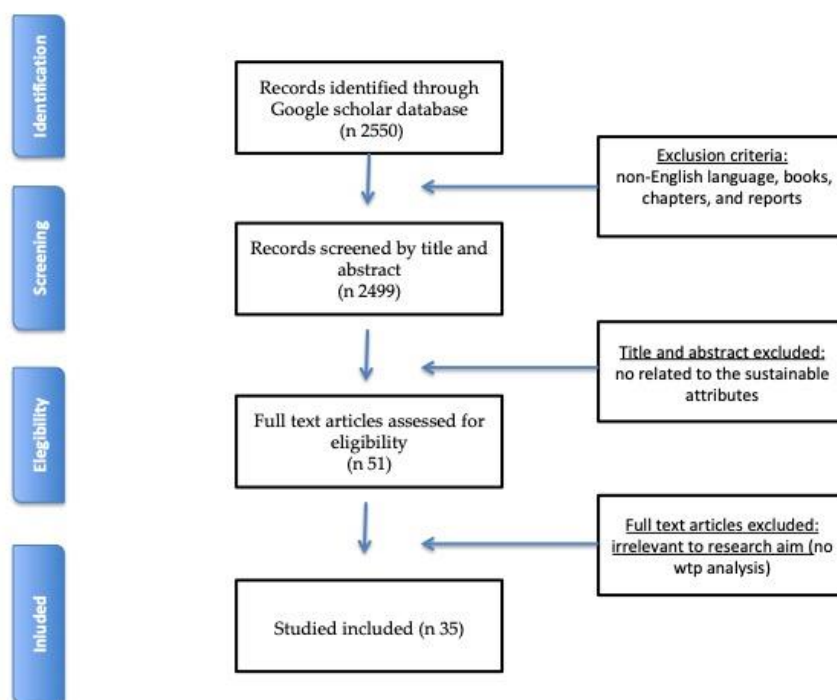 Identification
Records identified through
Google scholar database
(n 2550)
Exclusion criteria:
non-English language, books,
chapters, and reports
Screening
Records screened by title and
abstract
(n 2499)
Title and abstract excluded:
no related to the sustainable
attributes
Elegibility
Full text articles assessed for
eligibility
(n 51)
Full text articles excluded:
irrelevant to research aim (no
wtp analysis)
Inluded
Studied included (n 35)